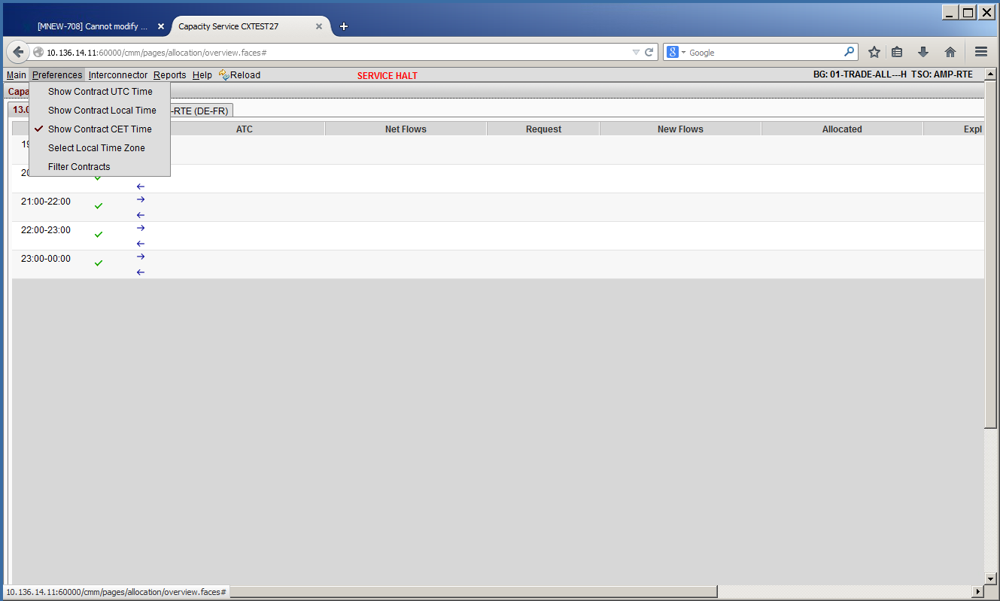 [MNEW-708] Cannot modify ... Capacity Service CXTEST27
10.136.14.11:60000/cmm/pages/allocation/overview.faces# 8 Google
Main Preferences Interconnector Reports Help Reload SERVICE HALT BG: 01-TRADE-ALL---H TSO: AMP-RTE
Capa
Show Contract UTC Time
13.0 -RTE (DE-FR)
Show Contract Local Time
Show Contract CET Time
ATC Net Flows Request New Flows Allocated Expl
Select Local Time Zone
19
Filter Contracts
20
21:00-22:00
22:00-23:00
23:00-00:00
10.136.14.11:60000/cmm/pages/allocation/overview.faces#